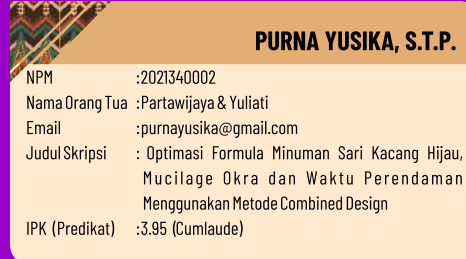 PURNA YUSIKA, S.T.P.
NPM :2021340002
Nama Orang Tua :Partawijaya & Yuliati
Email :purnayusika@gmail.com
Judul Skripsi : Optimasi Formula Minuman Sari Kacang Hijau,
Mucilage Okra dan Waktu Perendaman
Menggunakan Metode Combined Design
IPK (Predikat) :3.95 (Cumlaude)